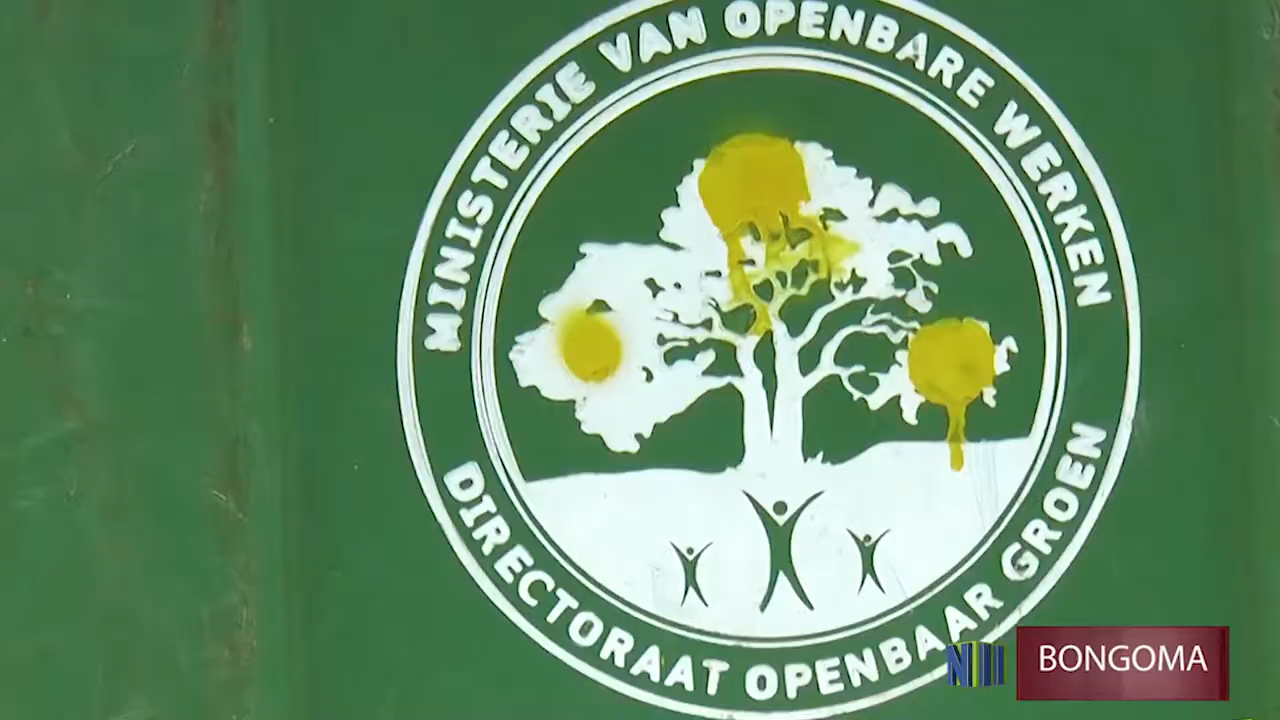 MINISTERIE VAN OPENBARE WERKEN
DIRECTORAAT OPENBAAR GROEN
BONGOMA